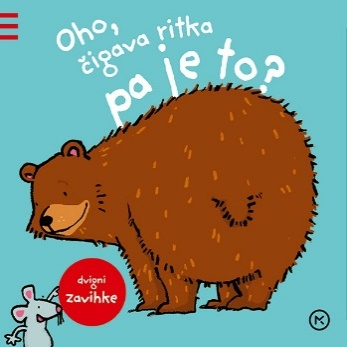 Oho,
čigava ritka
pa je to?
dvigni
zavihke